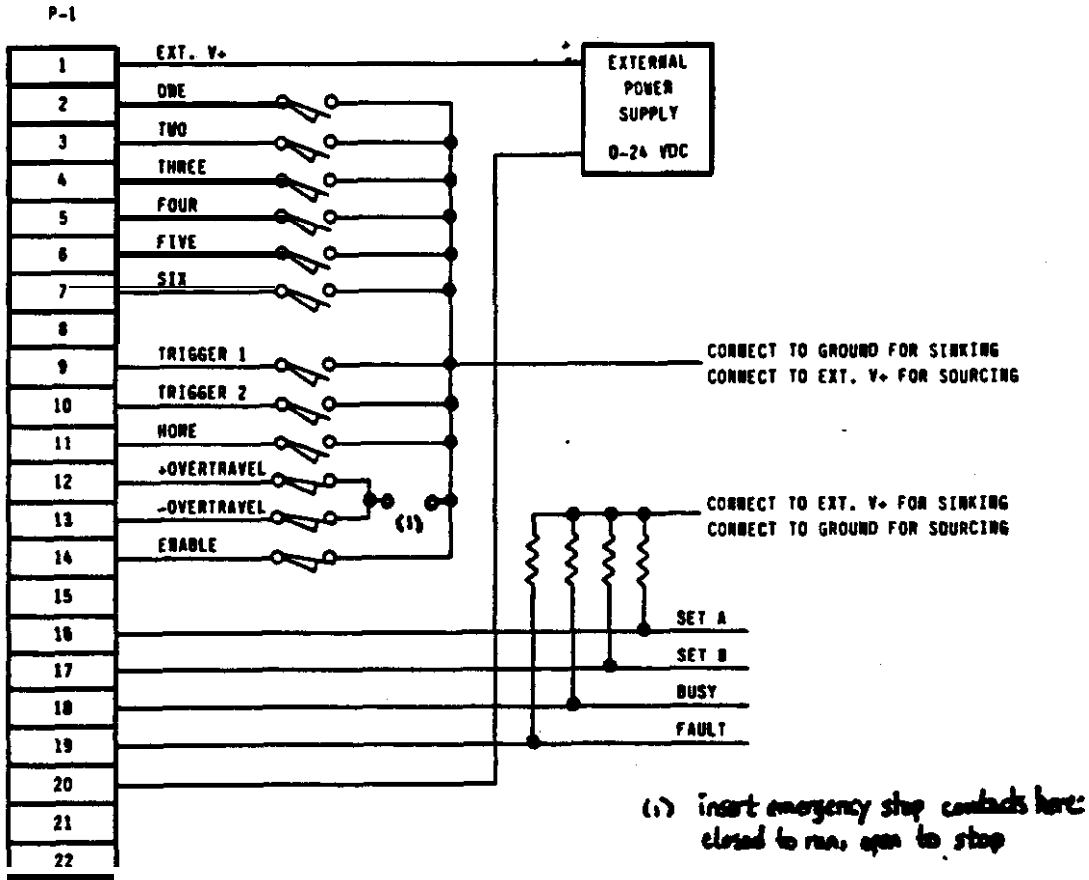 P-1
1 EXT. V+
EXTERNAL
POWER
SUPPLY
0-24 VDC
2 ONE
3 TWO
4 THREE
5 FOUR
6 FIVE
7 SIX
8
9 TRIGGER 1
CONNECT TO GROUND FOR SINKING
CONNECT TO EXT. V+ FOR SOURCING
10 TRIGGER 2
11 HOME
12 +OVERTRAVEL
13 -OVERTRAVEL
(1)
CONNECT TO EXT. V+ FOR SINKING
CONNECT TO GROUND FOR SOURCING
14 ENABLE
15
16 SET A
17 SET B
18 BUSY
19 FAULT
20
21
22
(1) insert emergency stop contacts here:
closed to run, open to stop